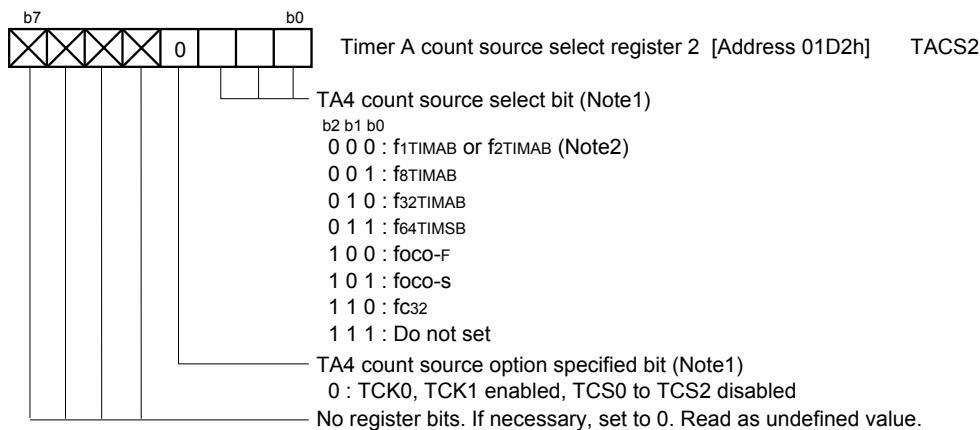 b7 b0
0 Timer A count source select register 2 [Address 01D2h] TACS2
TA4 count source select bit (Note1)
b2 b1 b0
0 0 0 : f1TIMAB or f2TIMAB (Note2)
0 0 1 : f8TIMAB
0 1 0 : f32TIMAB
0 1 1 : f64TIMSB
1 0 0 : foco-F
1 0 1 : foco-s
1 1 0 : fc32
1 1 1 : Do not set
TA4 count source option specified bit (Note1)
0 : TCK0, TCK1 enabled, TCS0 to TCS2 disabled
No register bits. If necessary, set to 0. Read as undefined value.